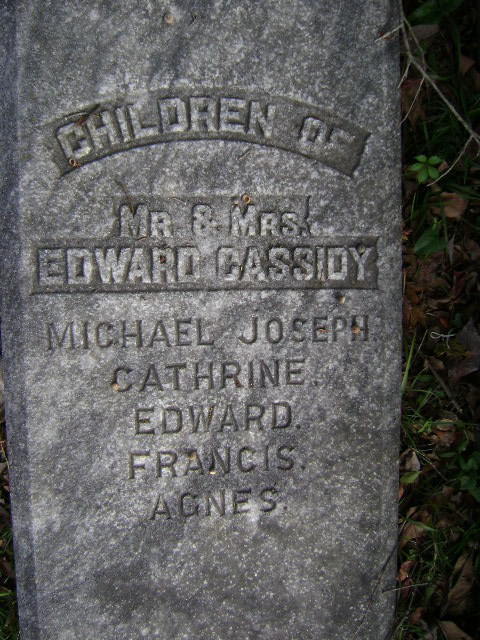 CHILDREN OF
MR & MRS.
EDWARD CASSIDY
MICHAEL JOSEPH.
CATHRINE.
EDWARD.
FRANCIS.
AGNES.